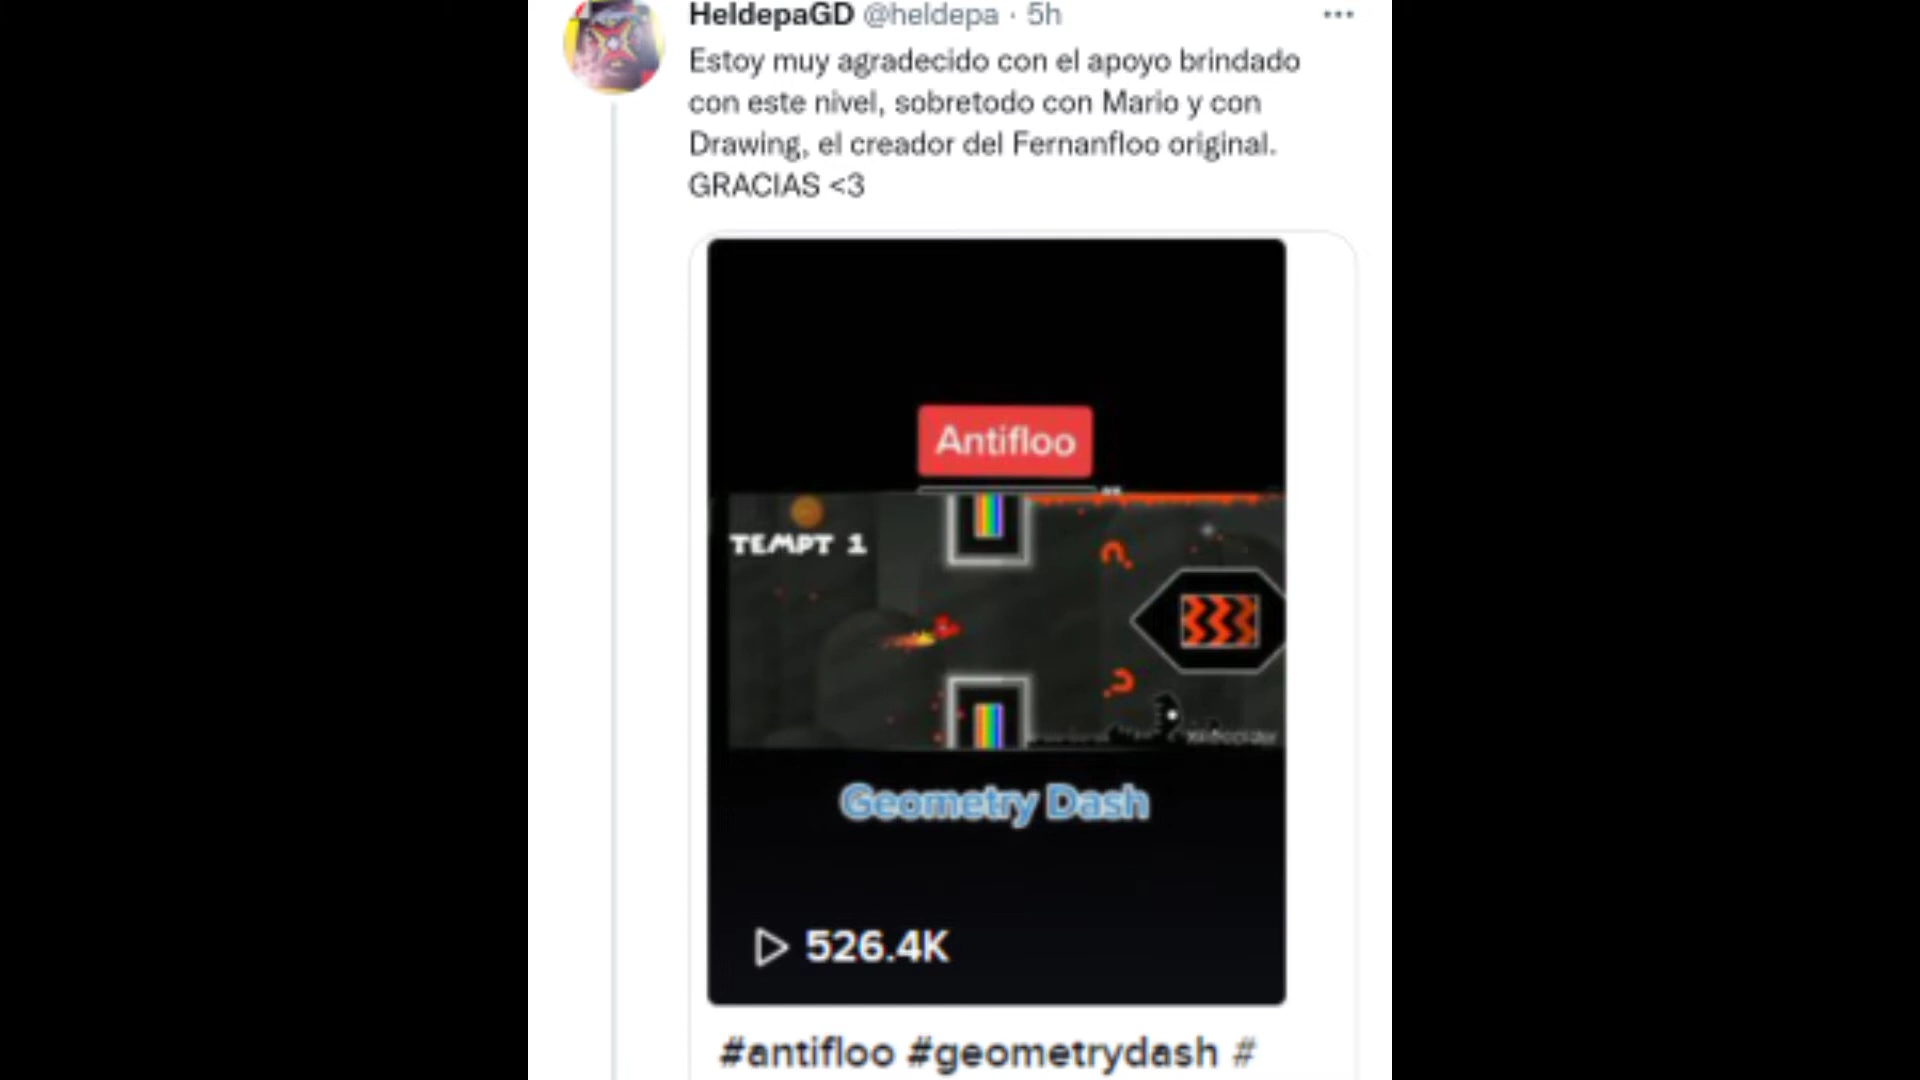 HeldepaGD @heldepa · 5h
Estoy muy agradecido con el apoyo brindado
con este nivel, sobretodo con Mario y con
Drawing, el creador del Fernanfloo original.
GRACIAS <3
Antifloo
TEMPT 1
Geometry Dash
526.4K
#antifloo #geometrydash #